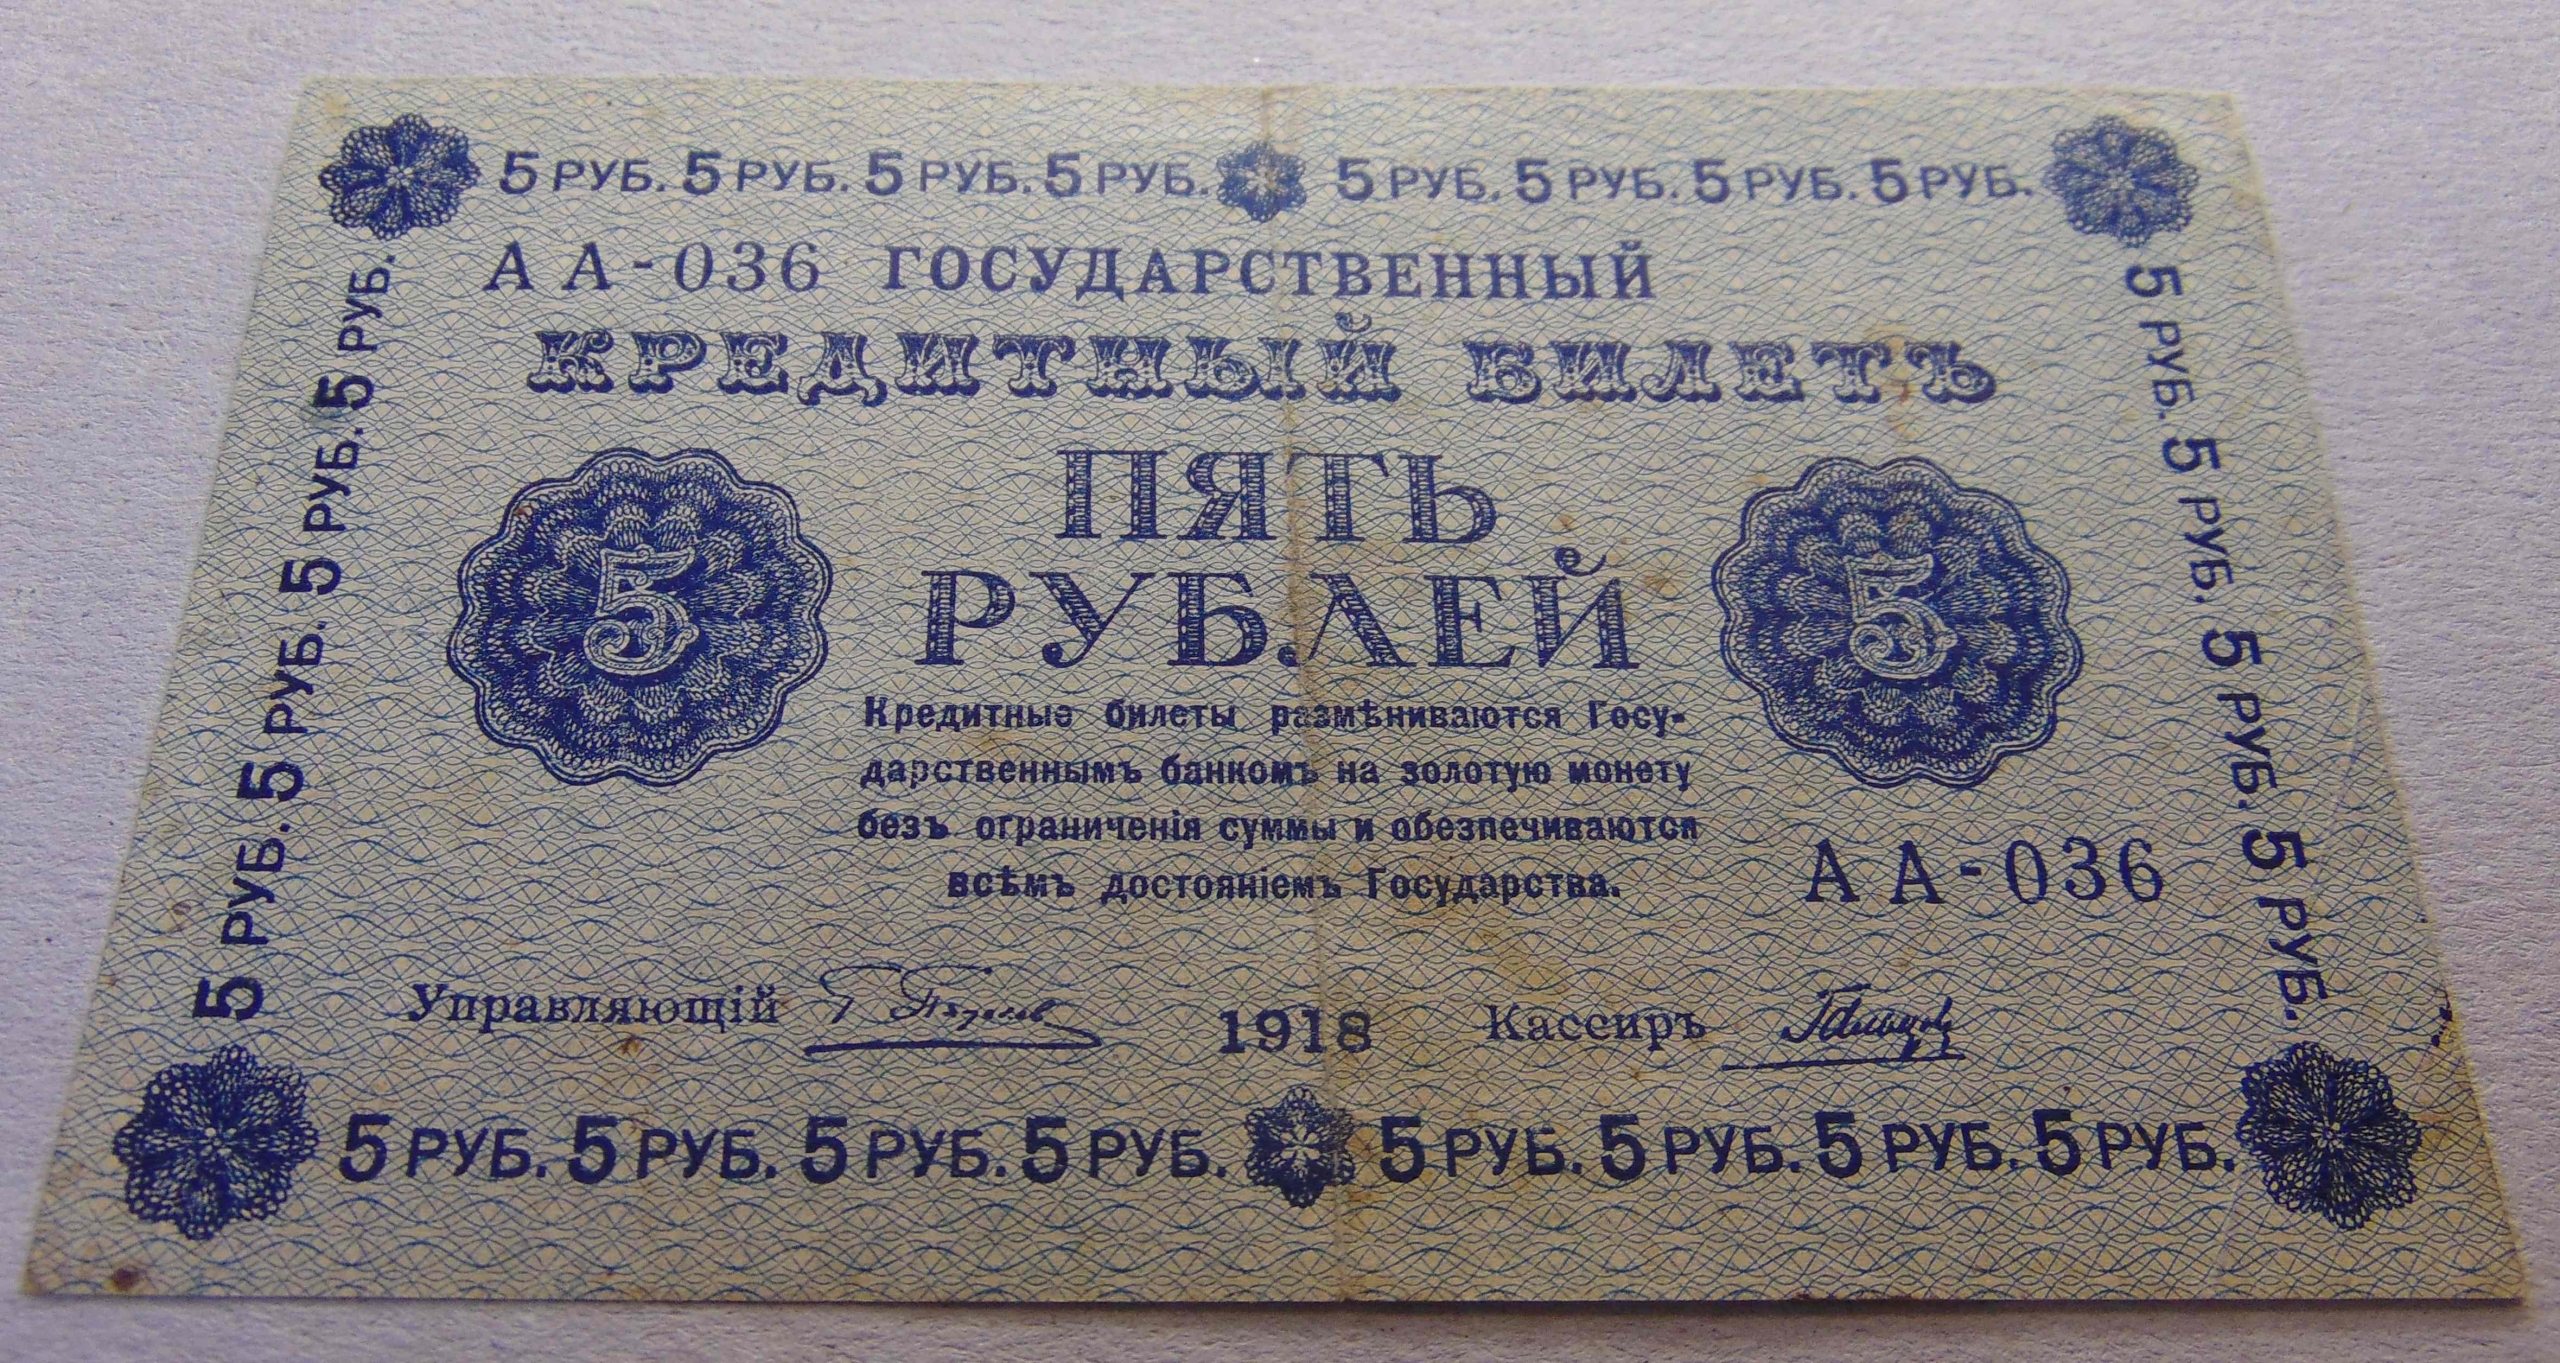 5 РУБ. 5 РУБ. 5 РУБ. 5 РУБ. 5 РУБ. 5 РУБ. 5 РУБ. 5 РУБ.
АА-036 ГОСУДАРСТВЕННЫЙ
КРЕДИТНЫЙ БИЛЕТЪ
ПЯТЬ
РУБЛЕЙ
5
5
Кредитные билеты размѣниваются Госу-
дарственнымъ банкомъ на золотую монету
безъ ограниченія суммы и обезпечиваются
всѣмъ достояніемъ Государства.
АА-036
Управляющій
1918
Кассиръ
5 РУБ. 5 РУБ. 5 РУБ. 5 РУБ. 5 РУБ. 5 РУБ. 5 РУБ. 5 РУБ.
5 РУБ. 5 РУБ. 5 РУБ. 5 РУБ.
5 РУБ. 5 РУБ. 5 РУБ. 5 РУБ.